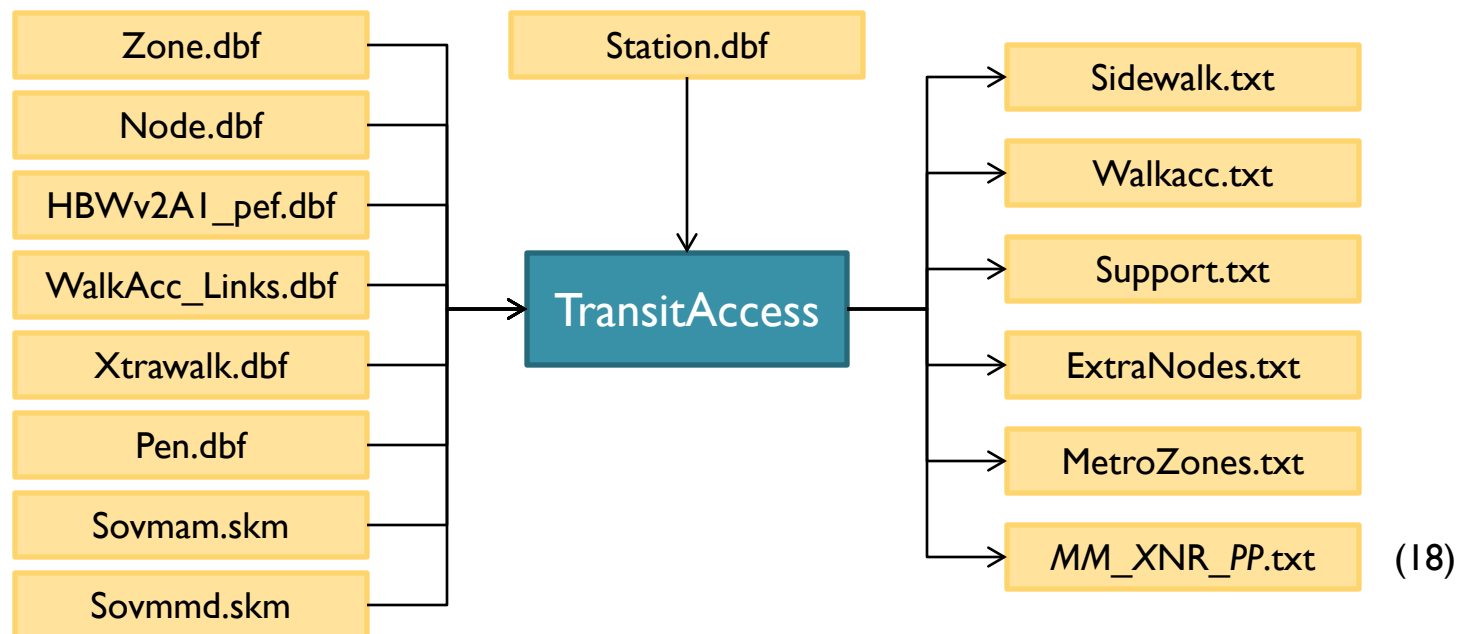 Zone.dbf
Node.dbf
HBWv2A1_pef.dbf
WalkAcc_Links.dbf
Xtrawalk.dbf
Pen.dbf
Sovmam.skm
Sovmmd.skm
Station.dbf
TransitAccess
Sidewalk.txt
Walkacc.txt
Support.txt
ExtraNodes.txt
MetroZones.txt
MM_XNR_PP.txt (18)